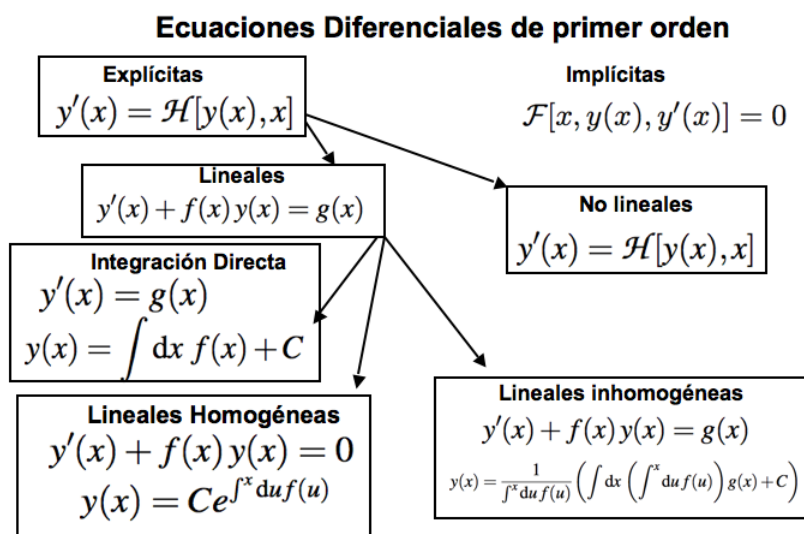 Ecuaciones Diferenciales de primer orden
Explícitas
y′(x) = ℋ[y(x),x]
Implícitas
ℱ[x, y(x), y′(x)] = 0
Lineales
y′(x) + f(x) y(x) = g(x)
No lineales
y′(x) = ℋ[y(x),x]
Integración Directa
y′(x) = g(x)
y(x) = ∫ dx f(x) + C
Lineales Homogéneas
y′(x) + f(x) y(x) = 0
y(x) = Ce^{∫^x du f(u)}
Lineales inhomogéneas
y′(x) + f(x) y(x) = g(x)
y(x) = \frac{1}{∫^x du f(u)} (∫ dx (∫^x du f(u)) g(x) + C)